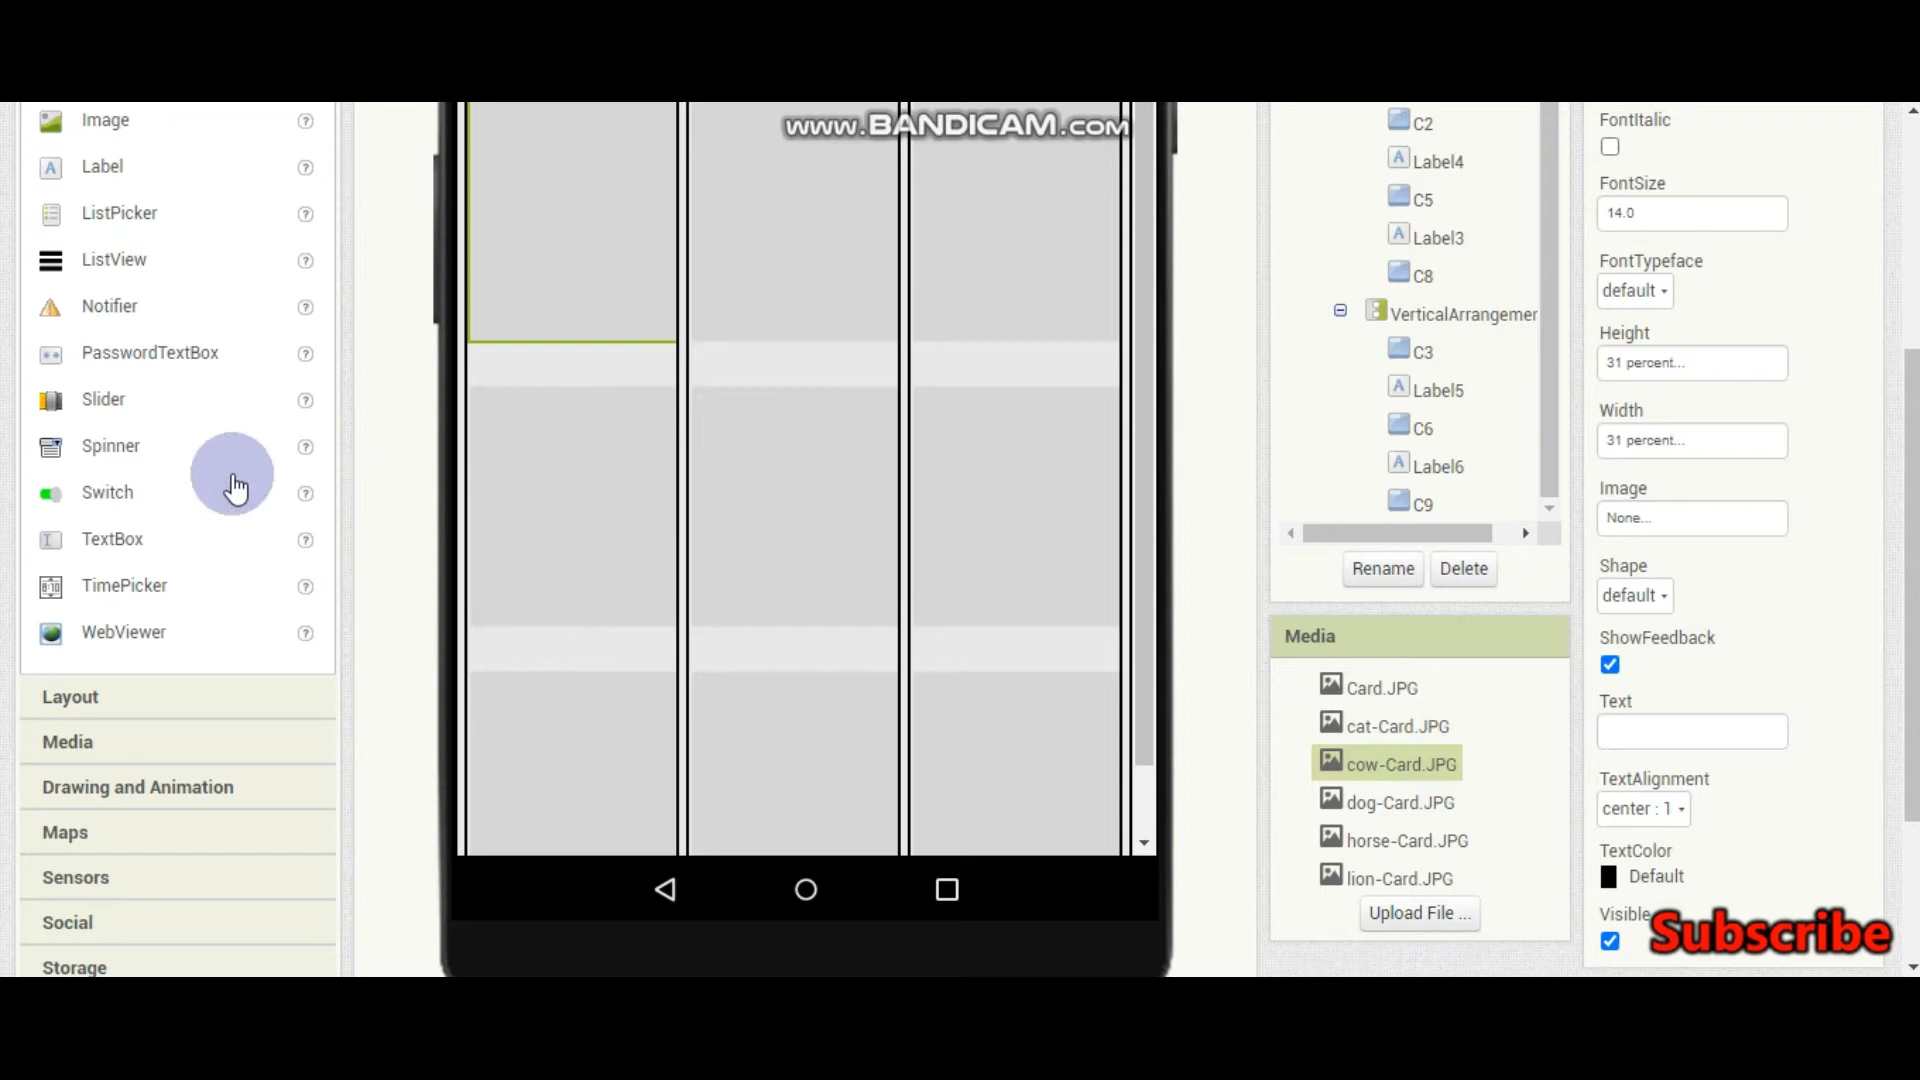 Image
Label
ListPicker
ListView
Notifier
PasswordTextBox
Slider
Spinner
Switch
TextBox
TimePicker
WebViewer
Layout
Media
Drawing and Animation
Maps
Sensors
Social
Storage
www.BANDICAM.com
C2
Label4
C5
Label3
C8
VerticalArrangemer
C3
Label5
C6
Label6
C9
Rename
Delete
Media
Card.JPG
cat-Card.JPG
cow-Card.JPG
dog-Card.JPG
horse-Card.JPG
lion-Card.JPG
Upload File ...
FontItalic
FontSize
14.0
FontTypeface
default
Height
31 percent...
Width
31 percent...
Image
None...
Shape
default
ShowFeedback
Text
TextAlignment
center : 1
TextColor
Default
Visible
Subscribe